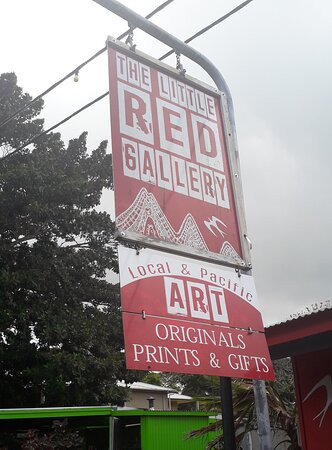 THE LITTLE
RED
GALLERY
Local & Pacific
ART
ORIGINALS
PRINTS & GIFTS